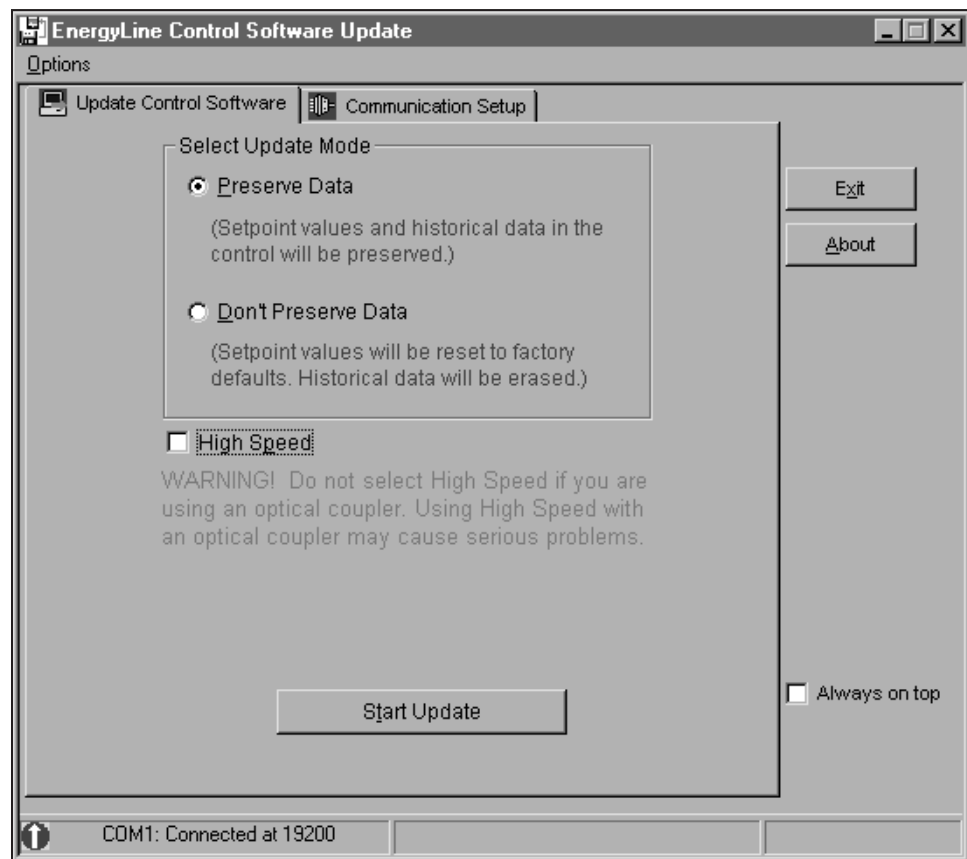 EnergyLine Control Software Update
Options
Update Control Software
Communication Setup
Select Update Mode
Preserve Data
(Setpoint values and historical data in the
control will be preserved.)
Don't Preserve Data
(Setpoint values will be reset to factory
defaults. Historical data will be erased.)
High Speed
WARNING! Do not select High Speed if you are
using an optical coupler. Using High Speed with
an optical coupler may cause serious problems.
Start Update
Exit
About
Always on top
COM1: Connected at 19200